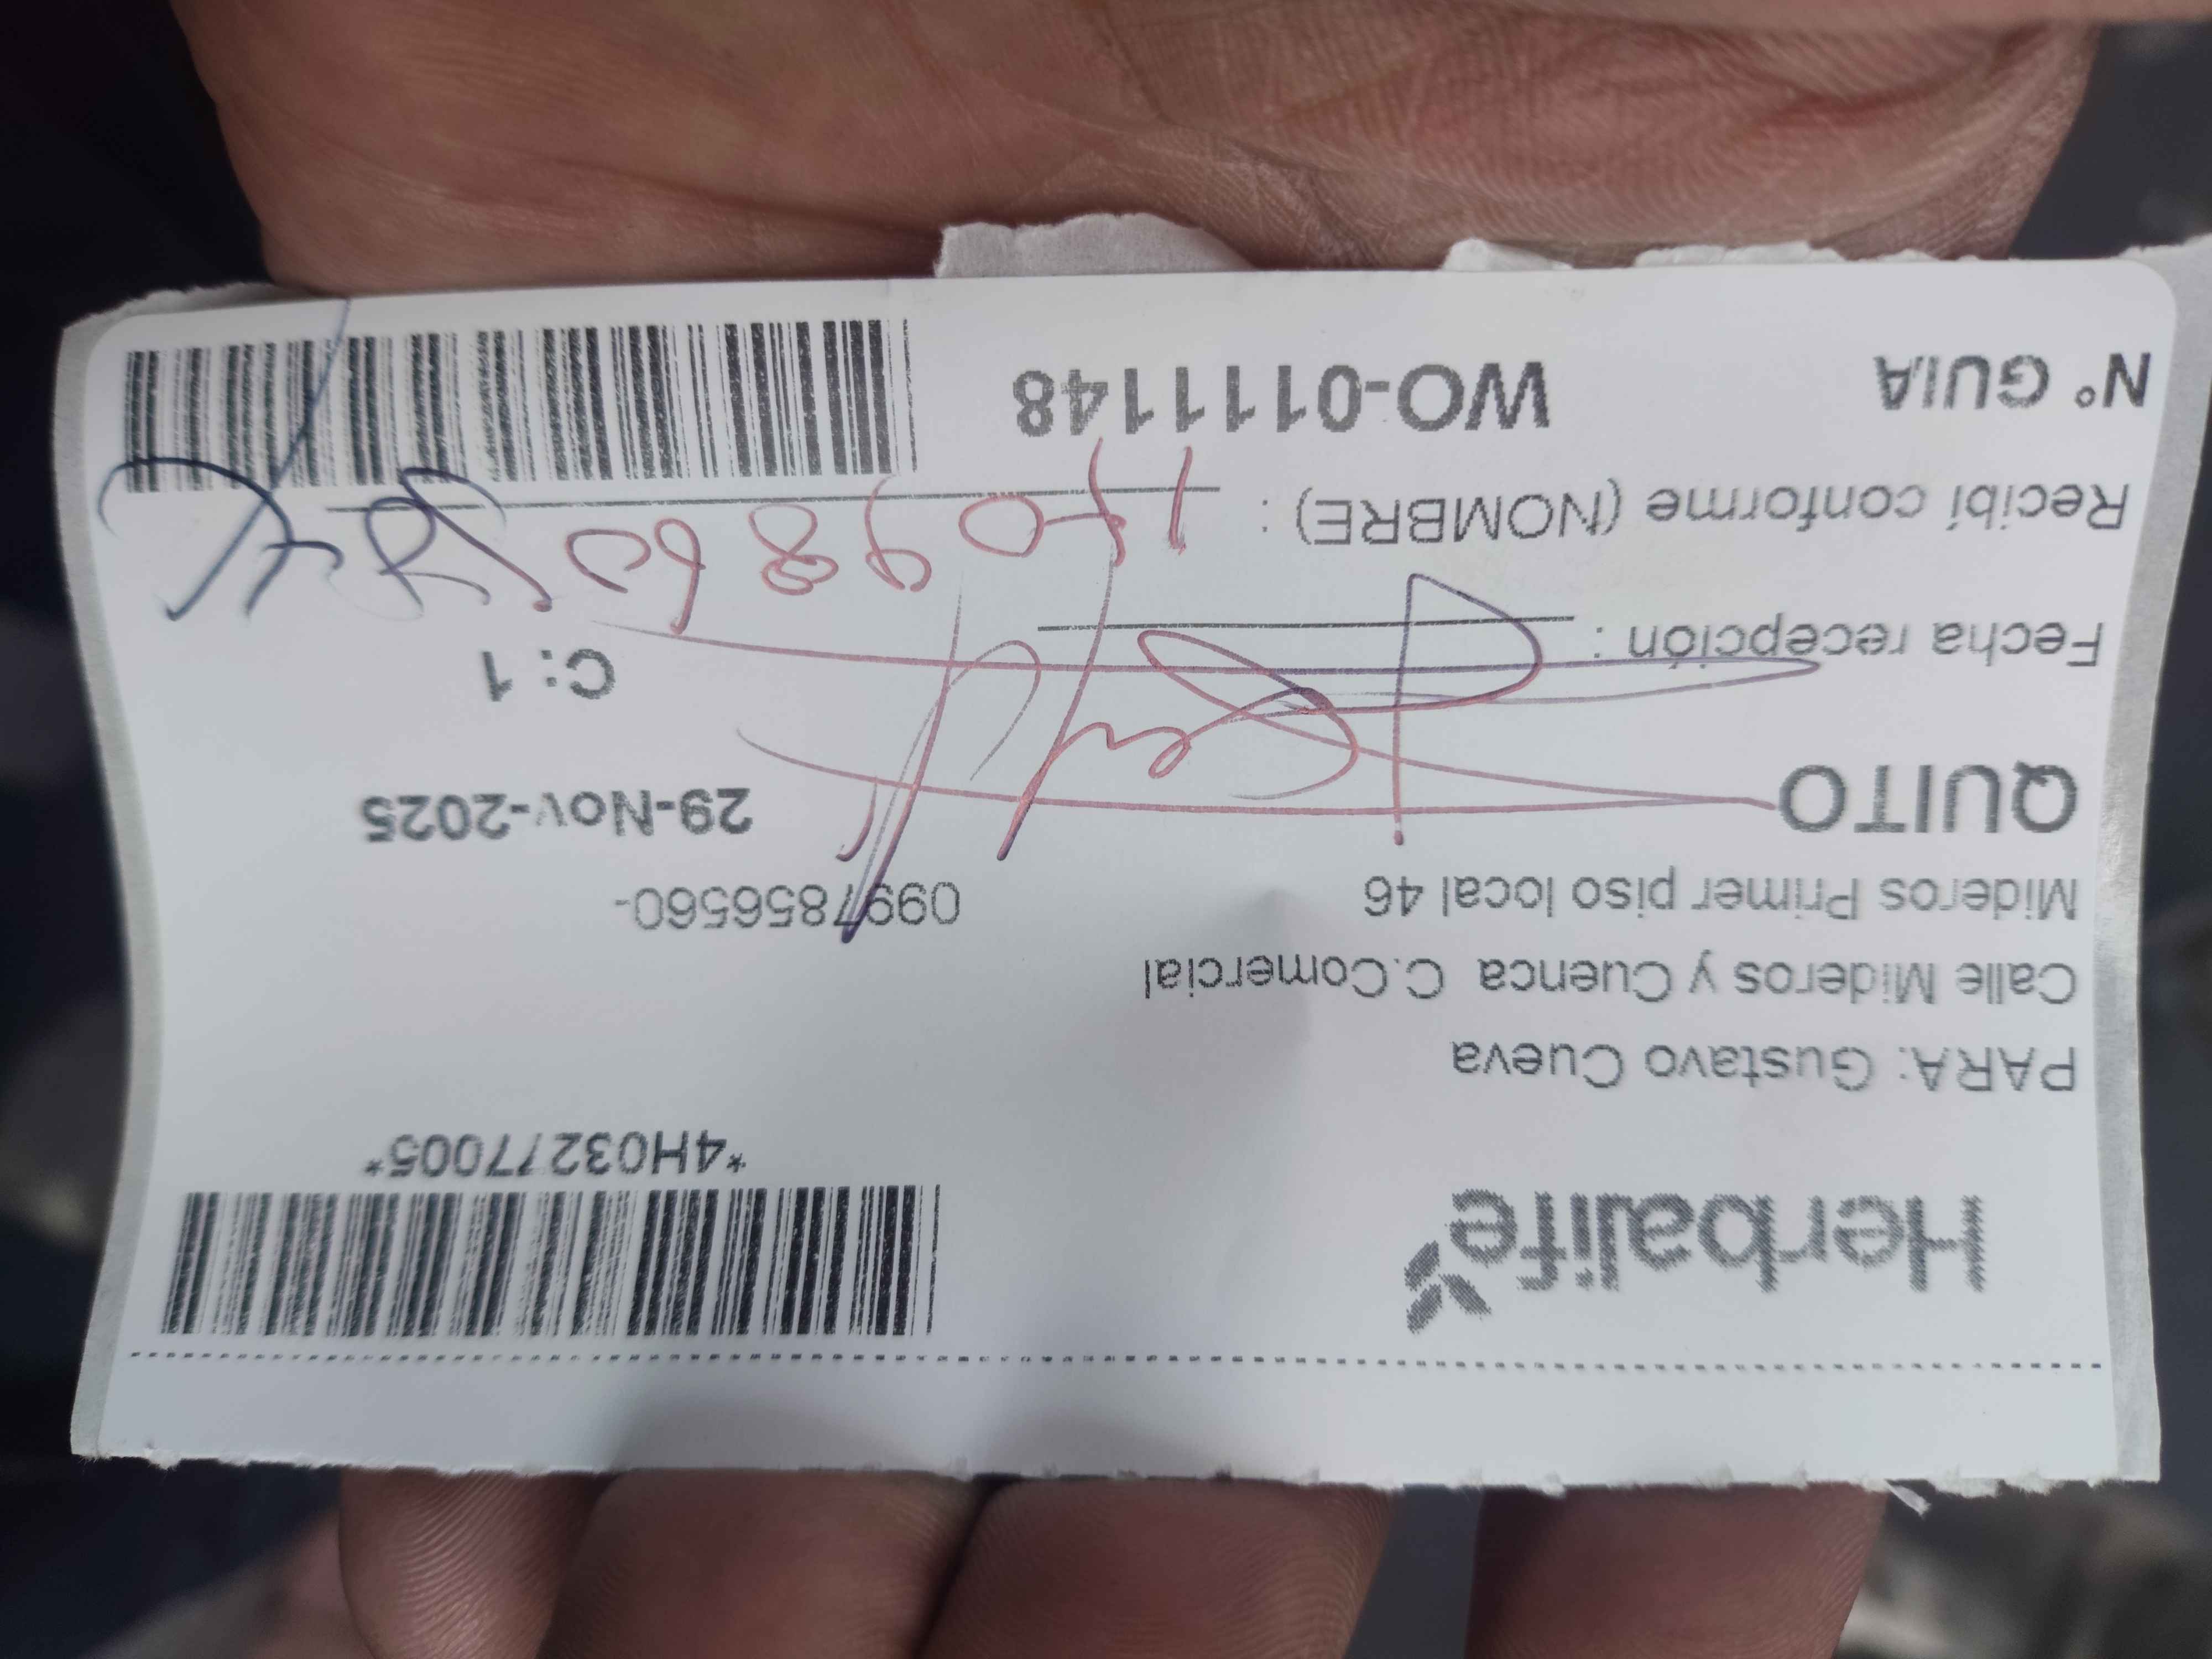 Herbalife
*4H03277005*
PARA: Gustavo Cueva
Calle Mideros y Cuenca C.Comercial
Mideros Primer piso local 46
0997856560-
QUITO
29-Nov-2025
Fecha recepción :
C: 1
Recibí conforme (NOMBRE) :
N° GUIA
WO-0111148